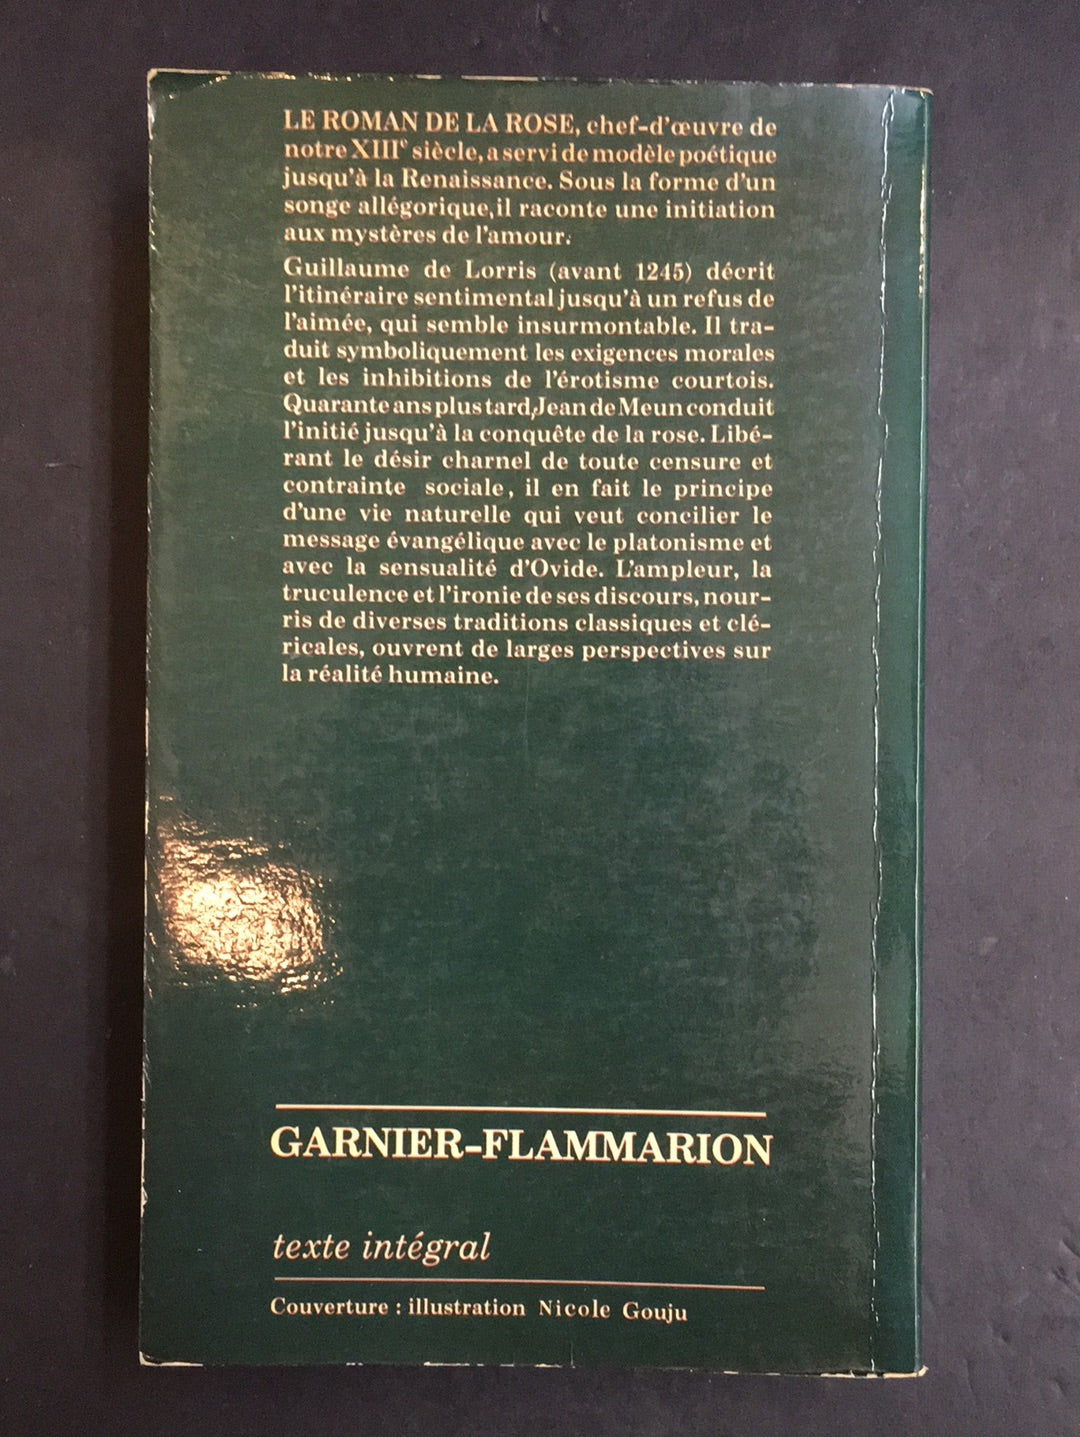 LE ROMAN DE LA ROSE, chef-d'œuvre de
notre XIIIe siècle, a servi de modèle poétique
jusqu'à la Renaissance. Sous la forme d'un
songe allégorique, il raconte une initiation
aux mystères de l'amour.
Guillaume de Lorris (avant 1245) décrit
l'itinéraire sentimental jusqu'à un refus de
l'aimée, qui semble insurmontable. Il tra-
duit symboliquement les exigences morales
et les inhibitions de l'érotisme courtois.
Quarante ans plus tard, Jean de Meun conduit
l'initié jusqu'à la conquête de la rose. Libé-
rant le désir charnel de toute censure et
contrainte sociale, il en fait le principe
d'une vie naturelle qui veut concilier le
message évangélique avec le platonisme et
avec la sensualité d'Ovide. L'ampleur, la
truculence et l'ironie de ses discours, nour-
ris de diverses traditions classiques et clé-
ricales, ouvrent de larges perspectives sur
la réalité humaine.
GARNIER-FLAMMARION
texte intégral
Couverture : illustration Nicole Gouju